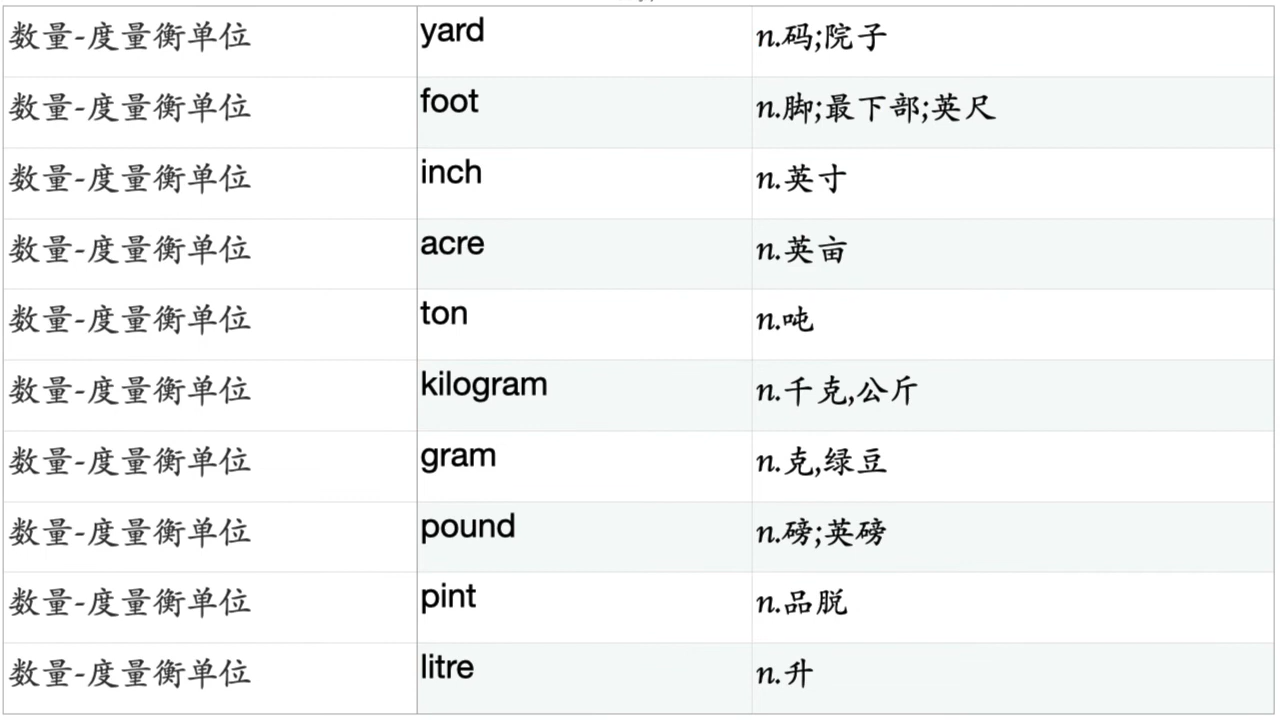 数量-度量衡单位 yard n.码;院子
数量-度量衡单位 foot n.脚;最下部;英尺
数量-度量衡单位 inch n.英寸
数量-度量衡单位 acre n.英亩
数量-度量衡单位 ton n.吨
数量-度量衡单位 kilogram n.千克,公斤
数量-度量衡单位 gram n.克,绿豆
数量-度量衡单位 pound n.磅;英磅
数量-度量衡单位 pint n.品脱
数量-度量衡单位 litre n.升